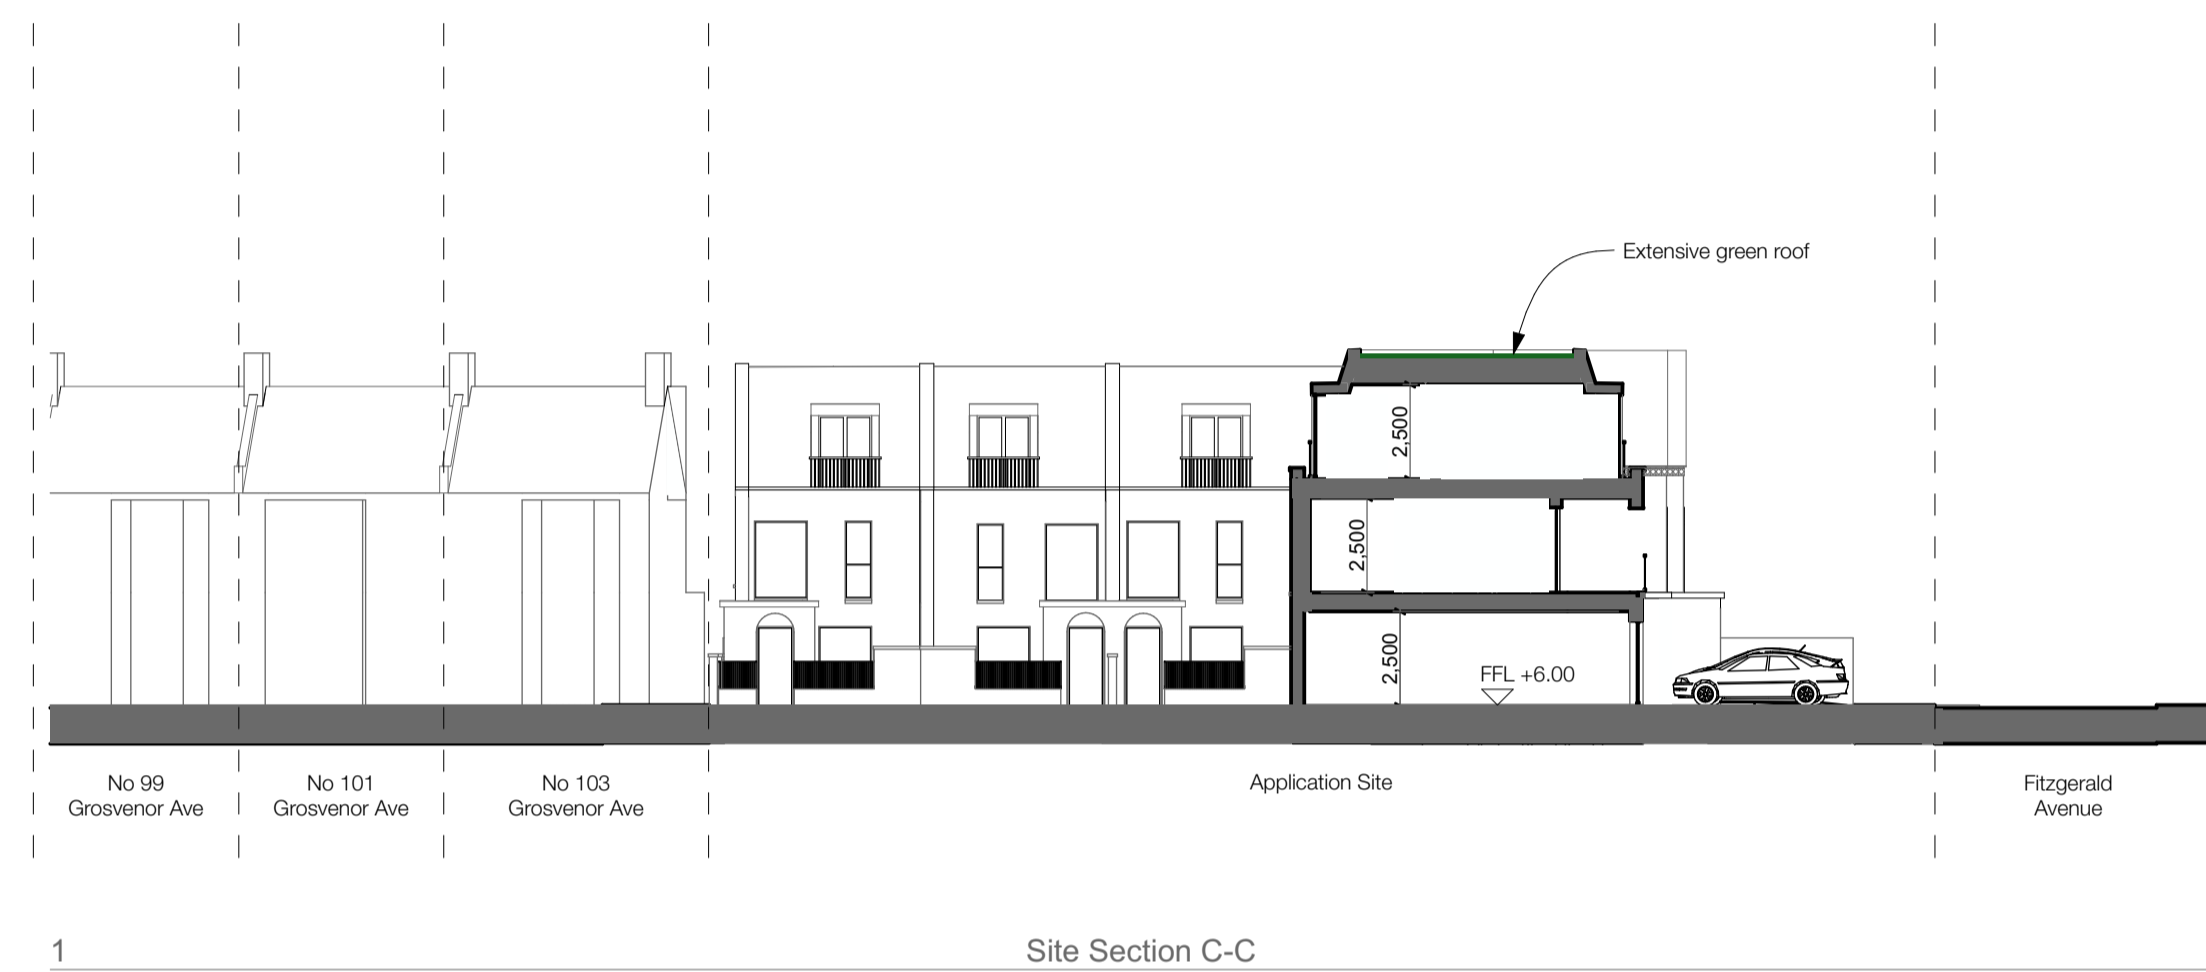 Extensive green roof
2,500
2,500
2,500
FFL +6.00
No 99
Grosvenor Ave
No 101
Grosvenor Ave
No 103
Grosvenor Ave
Application Site
Fitzgerald
Avenue
1
Site Section C-C